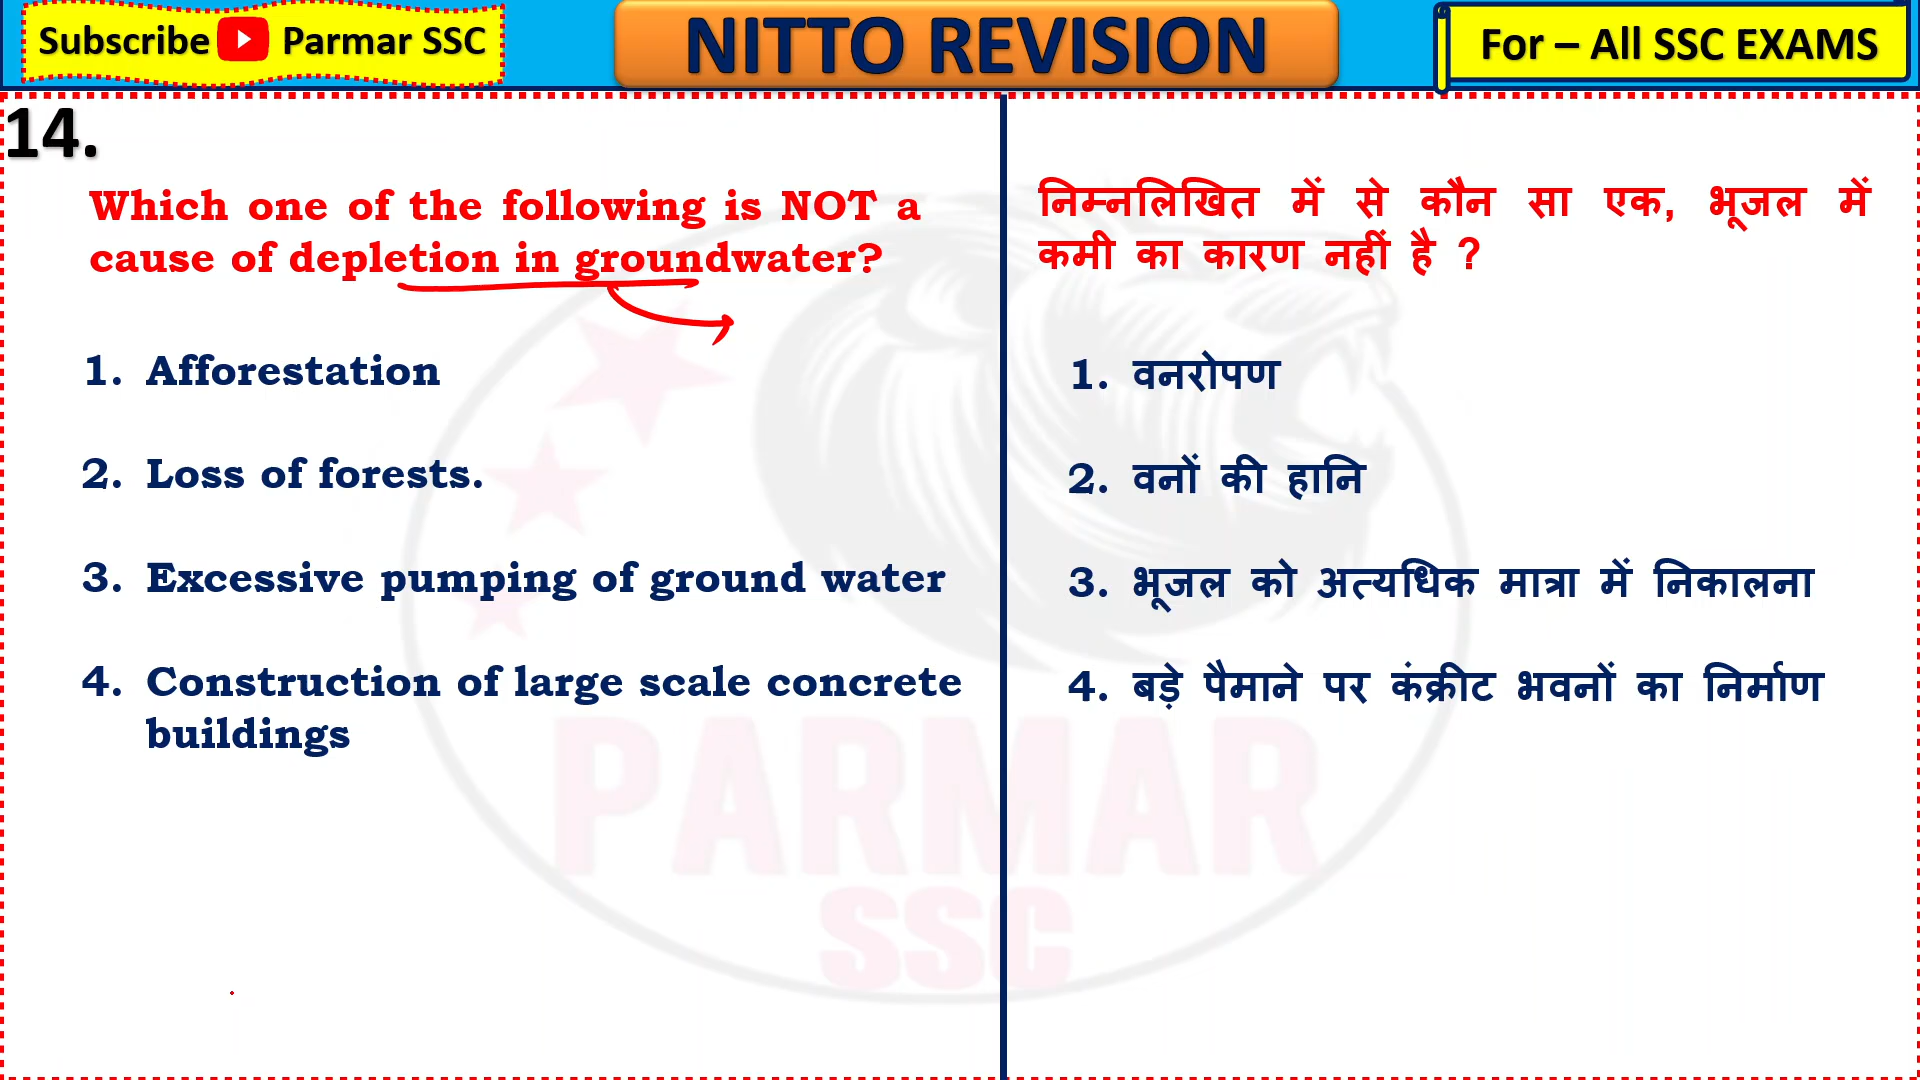 Subscribe Parmar SSC
NITTO REVISION
For – All SSC EXAMS
14.
Which one of the following is NOT a
cause of depletion in groundwater?
1. Afforestation
2. Loss of forests.
3. Excessive pumping of ground water
4. Construction of large scale concrete
buildings
निम्नलिखित में से कौन सा एक, भूजल में
कमी का कारण नहीं है ?
1. वनरोपण
2. वनों की हानि
3. भूजल को अत्यधिक मात्रा में निकालना
4. बड़े पैमाने पर कंक्रीट भवनों का निर्माण
PARMAR
SSC